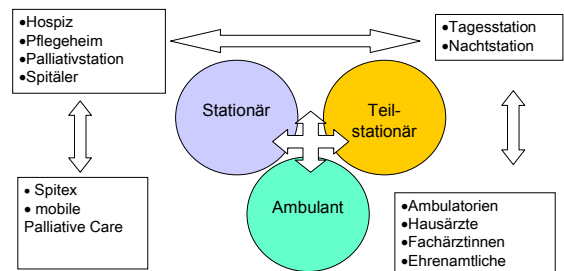 •Hospiz
•Pflegeheim
•Palliativstation
•Spitäler
•Tagesstation
•Nachtstation
Stationär
Teil-
stationär
Ambulant
• Spitex
• mobile
Palliative Care
•Ambulatorien
•Hausärzte
•Fachärztinnen
•Ehrenamtliche